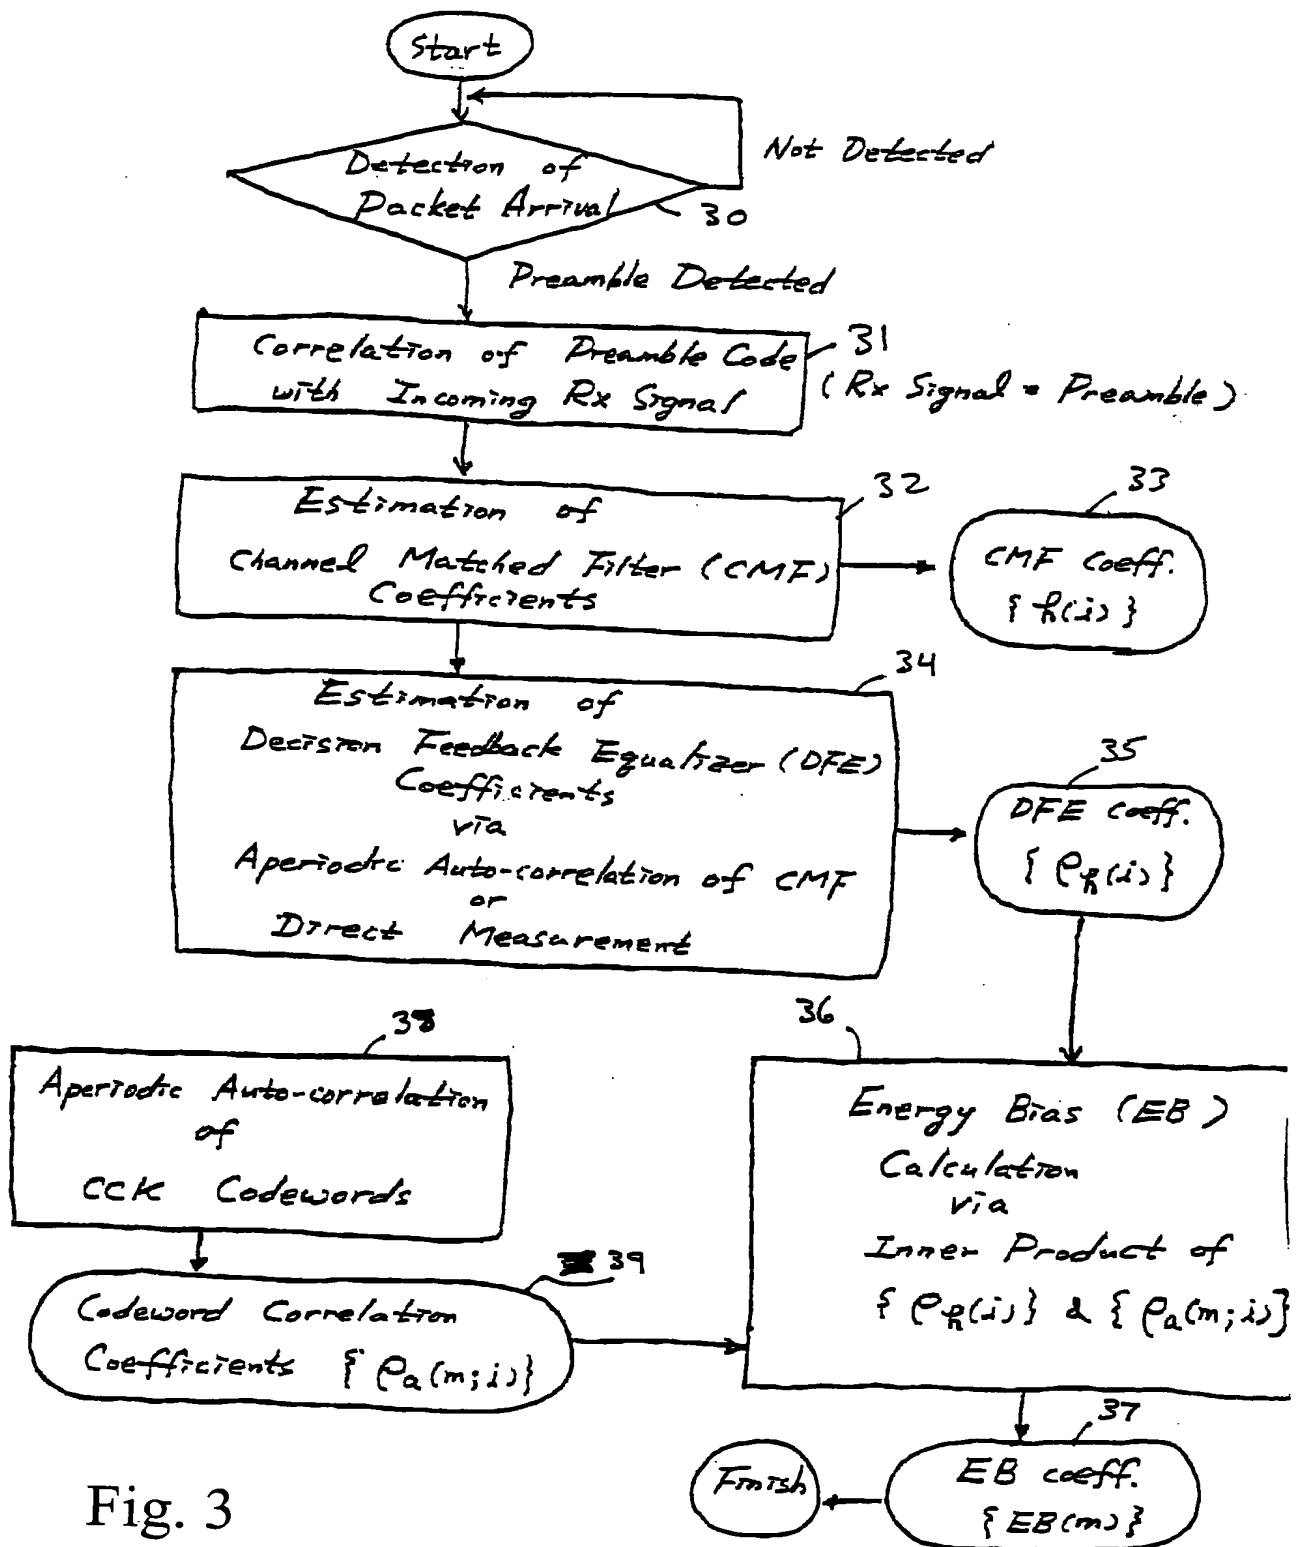 Start
Not Detected
Detection of
Packet Arrival
30
Preamble Detected
31
Correlation of Preamble Code
with Incoming Rx Signal
(Rx Signal = Preamble)
32
Estimation of
Channel Matched Filter (CMF)
Coefficients
33
CMF Coeff.
{h(i)}
34
Estimation of
Decision Feedback Equalizer (DFE)
Coefficients
via
Aperiodic Auto-correlation of CMF
or
Direct Measurement
35
DFE coeff.
{ρh(i)}
38
Aperiodic Auto-correlation
of
CCK Codewords
39
Codeword Correlation
Coefficients {ρa(m;i)}
36
Energy Bias (EB)
Calculation
via
Inner Product of
{ρh(i)} & {ρa(m;i)}
37
EB coeff.
{EB(m)}
Finish
Fig. 3